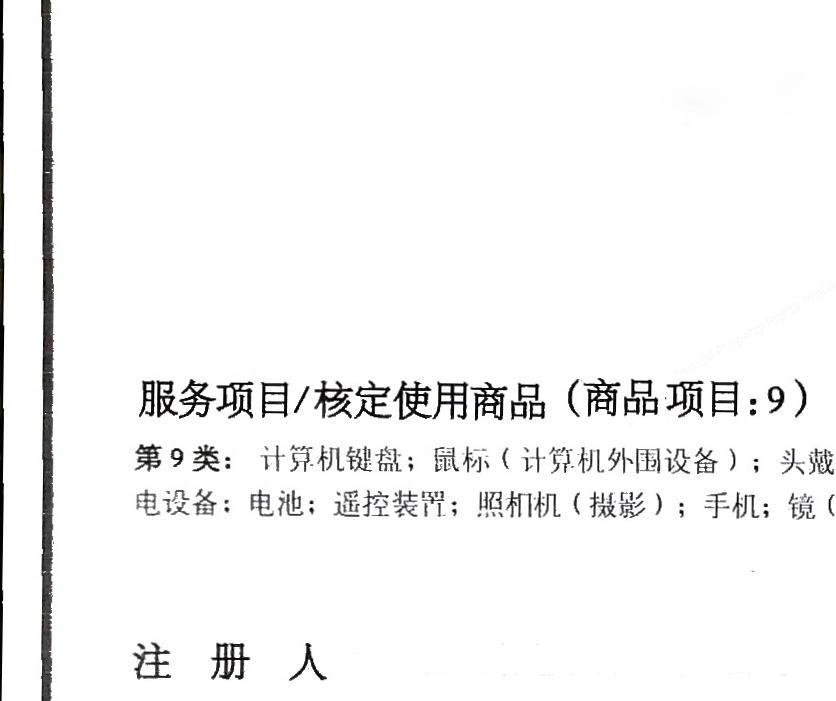 服务项目/核定使用商品（商品项目:9）
第9类： 计算机键盘；鼠标（计算机外围设备）；头戴
电设备；电池；遥控装置；照相机（摄影）；手机；镜（
注 册 人